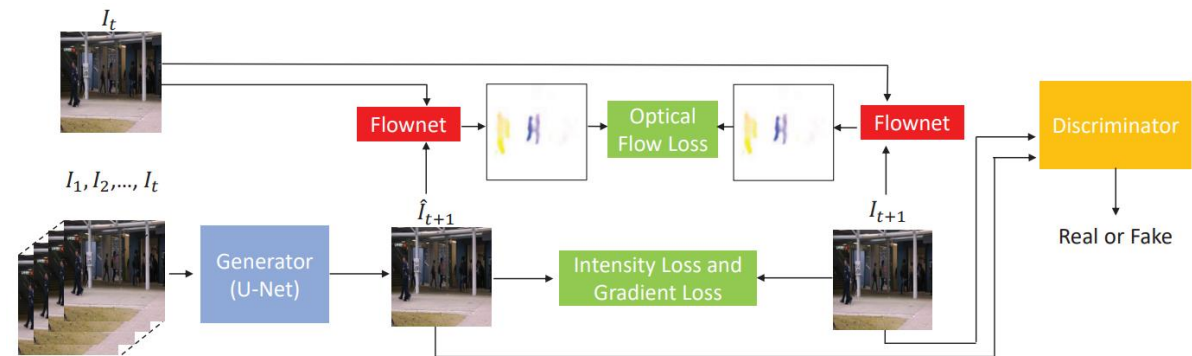 I_t
Flownet
Optical
Flow Loss
Flownet
Discriminator
I_1, I_2,..., I_t
Î_{t+1}
I_{t+1}
Real or Fake
Generator
(U-Net)
Intensity Loss and
Gradient Loss